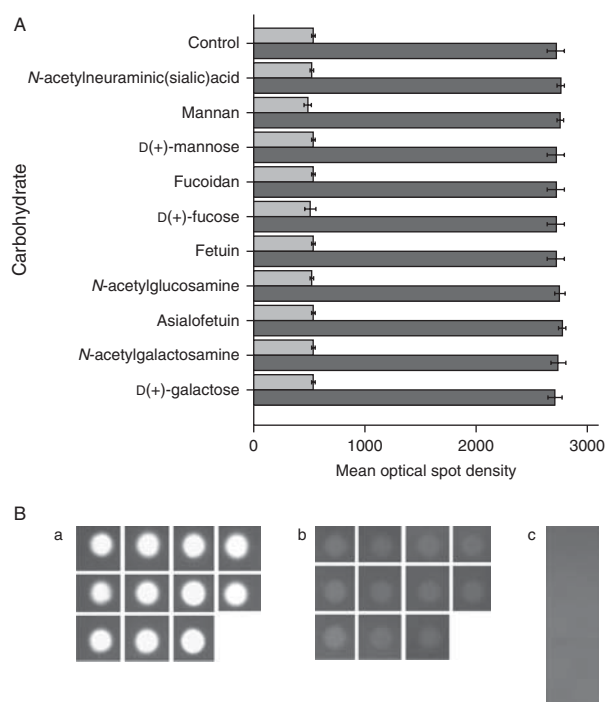 A
Control
N-acetylneuraminic(sialic)acid
Mannan
D(+)-mannose
Fucoidan
D(+)-fucose
Fetuin
N-acetylglucosamine
Asialofetuin
N-acetylgalactosamine
D(+)-galactose
Carbohydrate
0 1000 2000 3000
Mean optical spot density
B
a b c